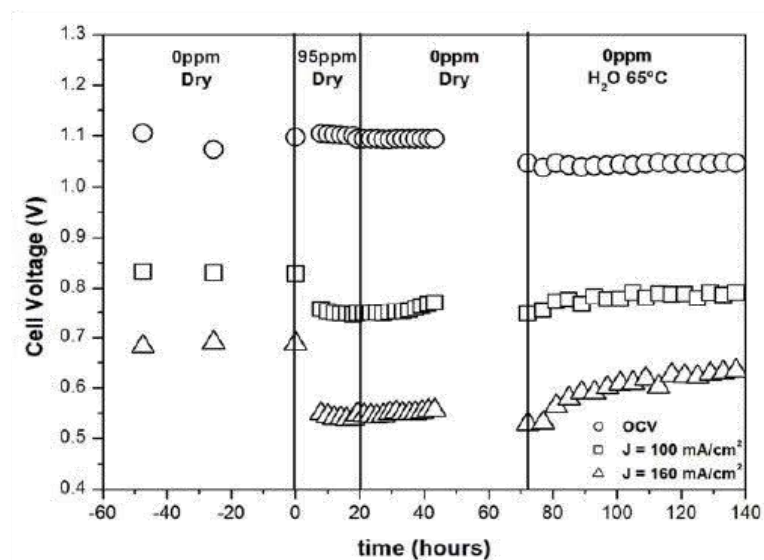 1.3
1.2
1.1
1.0
0.9
0.8
0.7
0.6
0.5
0.4
Cell Voltage (V)
0ppm
Dry
95ppm
Dry
0ppm
Dry
0ppm
H₂O 65ºC
OCV
J = 100 mA/cm²
J = 160 mA/cm²
-60 -40 -20 0 20 40 60 80 100 120 140
time (hours)